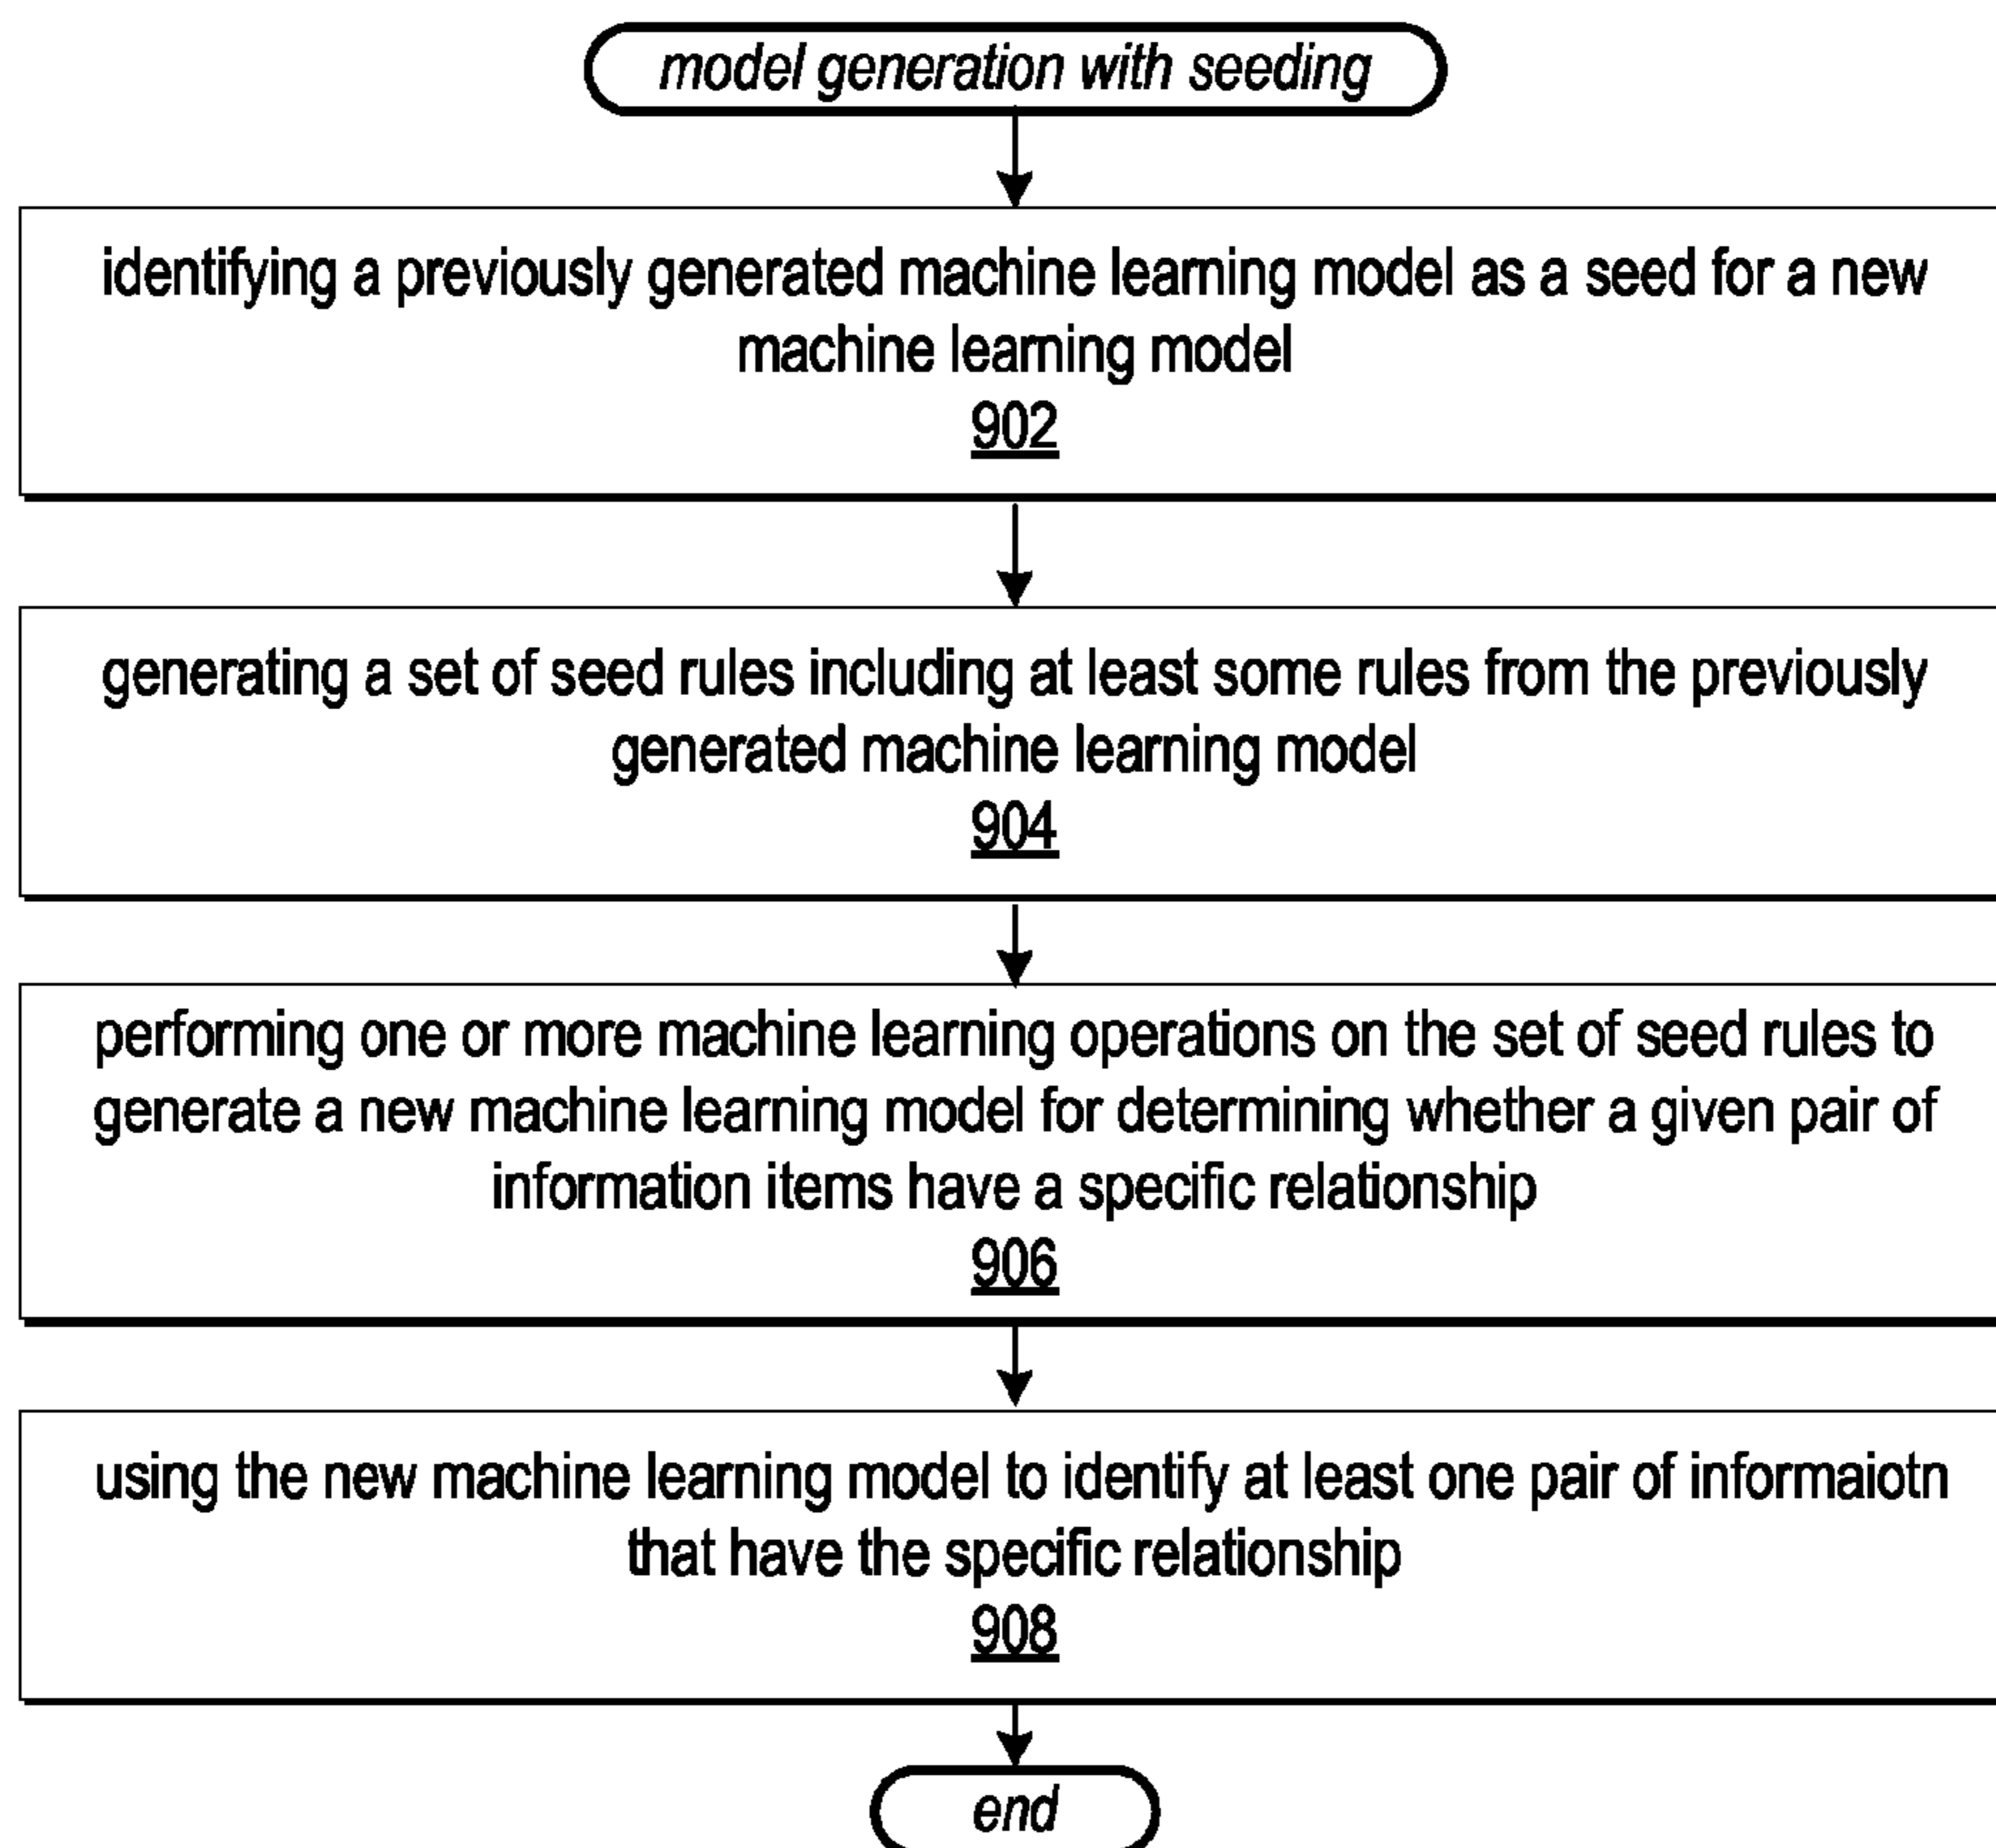 model generation with seeding
identifying a previously generated machine learning model as a seed for a new
machine learning model
902
generating a set of seed rules including at least some rules from the previously
generated machine learning model
904
performing one or more machine learning operations on the set of seed rules to
generate a new machine learning model for determining whether a given pair of
information items have a specific relationship
906
using the new machine learning model to identify at least one pair of informaiotn
that have the specific relationship
908
end